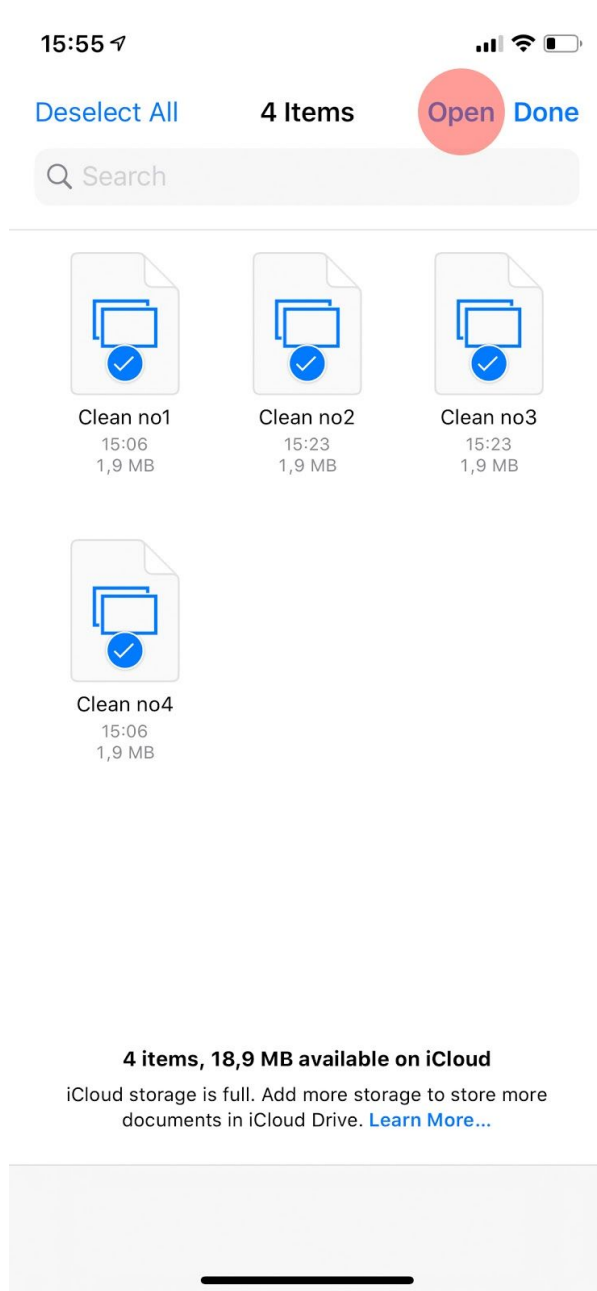 15:55
Deselect All 4 Items Open Done
Search
Clean no1 Clean no2 Clean no3
15:06 15:23 15:23
1,9 MB 1,9 MB 1,9 MB
Clean no4
15:06
1,9 MB
4 items, 18,9 MB available on iCloud
iCloud storage is full. Add more storage to store more
documents in iCloud Drive. Learn More...